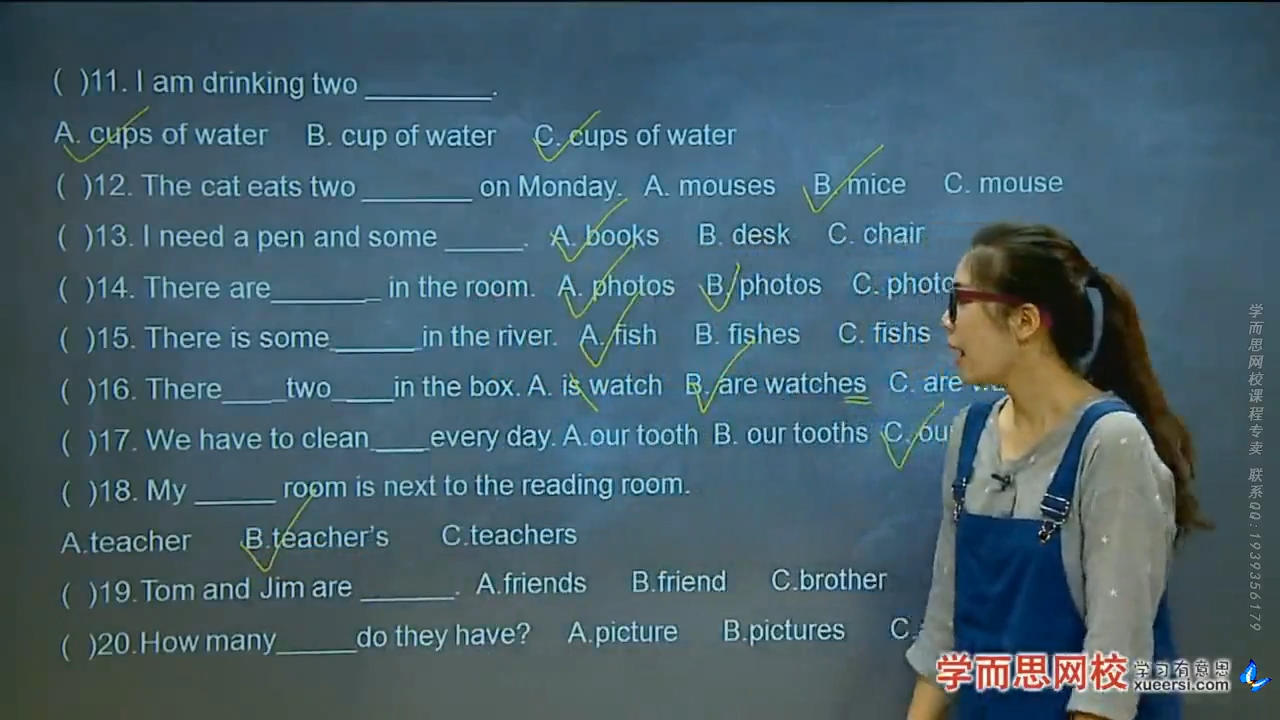 ( )11. I am drinking two ________.
A. cups of water B. cup of water C. cups of water
( )12. The cat eats two _______ on Monday. A. mouses B. mice C. mouse
( )13. I need a pen and some _____. A. books B. desk C. chair
( )14. There are_______ in the room. A. photos B. photos C. photo
( )15. There is some______in the river. A. fish B. fishes C. fishs
( )16. There____two____in the box. A. is watch B. are watches C. are
( )17. We have to clean____every day. A.our tooth B. our tooths C.
( )18. My _____ room is next to the reading room.
A.teacher B.teacher's C.teachers
( )19.Tom and Jim are ______. A.friends B.friend C.brother
( )20.How many_____do they have? A.picture B.pictures C.
学而思网校课程专卖 联系QQ:1939356179
学而思网校 学习有意思
xueersi.com